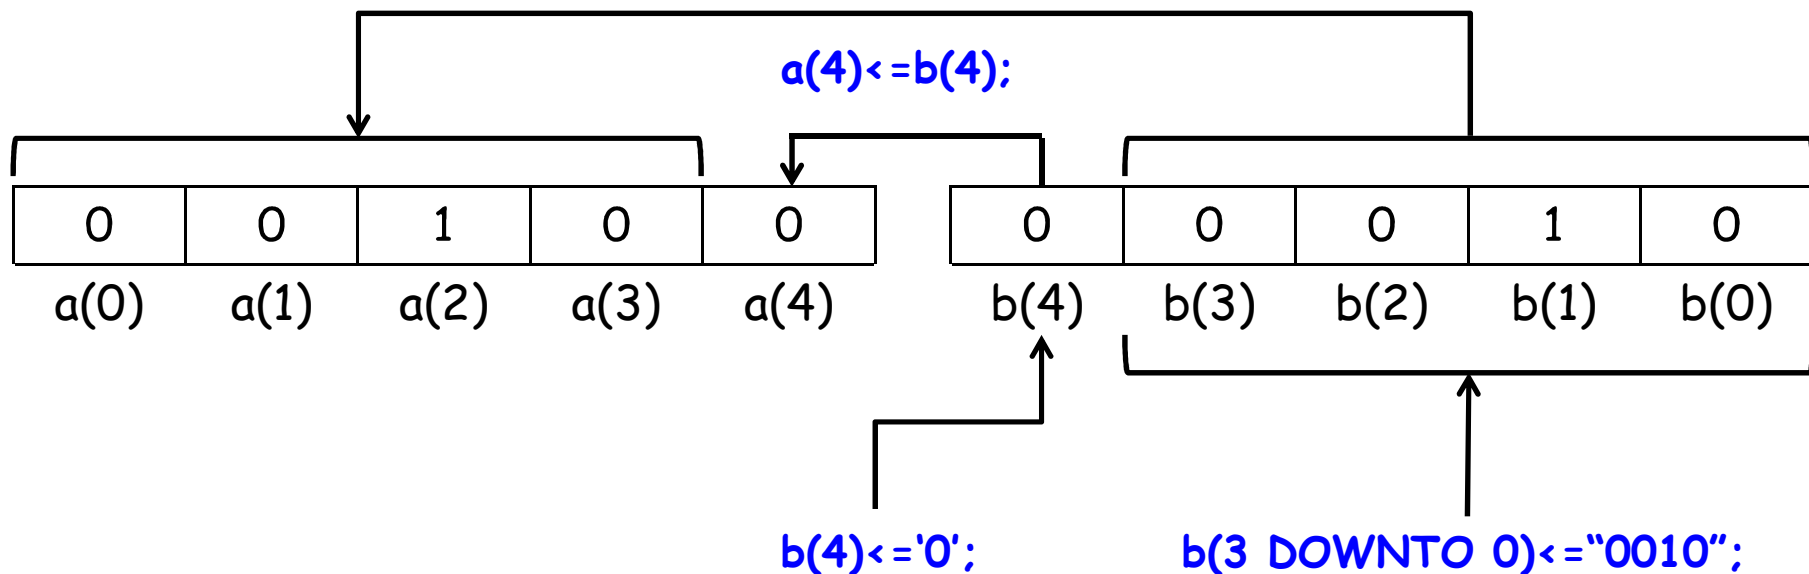 a(4)<=b(4);
0 0 1 0 0 0 0 0 1 0
a(0) a(1) a(2) a(3) a(4) b(4) b(3) b(2) b(1) b(0)
b(4)<=‘0’; b(3 DOWNTO 0)<=“0010”;